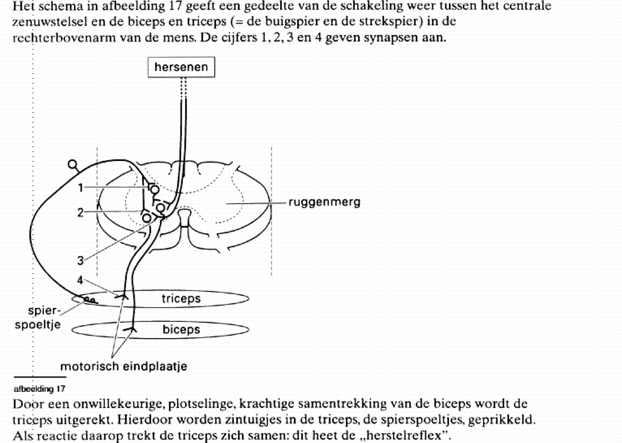 Het schema in afbeelding 17 geeft een gedeelte van de schakeling weer tussen het centrale
zenuwstelsel en de biceps en triceps (= de buigspier en de strekspier) in de
rechterbovenarm van de mens. De cijfers 1, 2, 3 en 4 geven synapsen aan.
hersenen
1
2
ruggenmerg
3
4
triceps
spier-
spoeltje
biceps
motorisch eindplaatje
afbeelding 17
Door een onwillekeurige, plotselinge, krachtige samentrekking van de biceps wordt de
triceps uitgerekt. Hierdoor worden zintuigjes in de triceps, de spierspoeltjes, geprikkeld.
Als reactie daarop trekt de triceps zich samen: dit heet de „herstelreflex”.